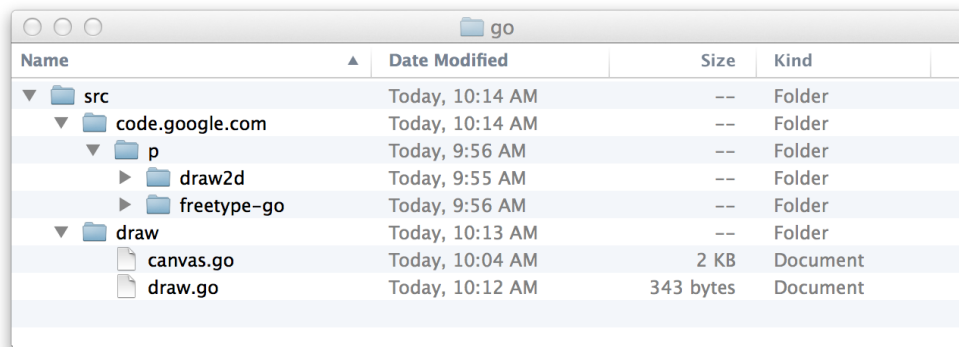 go
Name Date Modified Size Kind
src Today, 10:14 AM -- Folder
code.google.com Today, 10:14 AM -- Folder
p Today, 9:56 AM -- Folder
draw2d Today, 9:55 AM -- Folder
freetype-go Today, 9:56 AM -- Folder
draw Today, 10:13 AM -- Folder
canvas.go Today, 10:04 AM 2 KB Document
draw.go Today, 10:12 AM 343 bytes Document